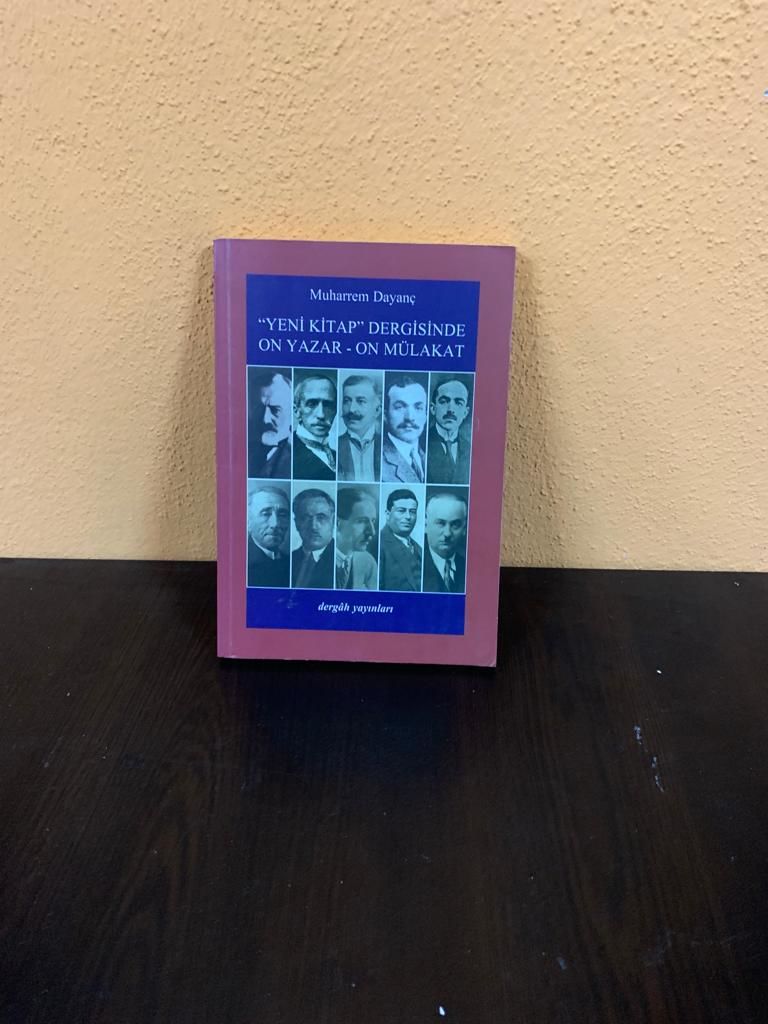 Muharrem Dayanç
“YENİ KİTAP” DERGİSİNDE
ON YAZAR - ON MÜLAKAT
dergâh yayınları